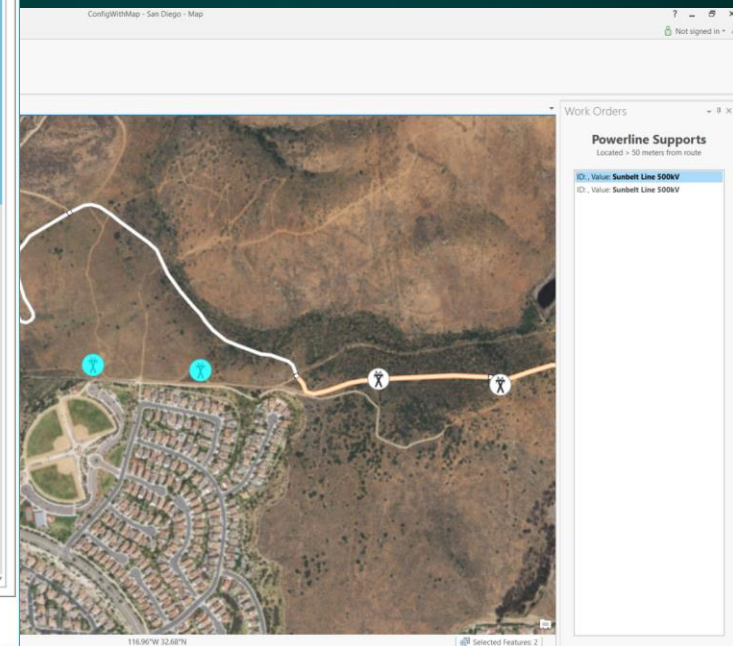 ConfigWithMap - San Diego - Map
?
Not signed in
Work Orders
Powerline Supports
Located > 50 meters from route
ID: , Value: Sunbelt Line 500kV
ID: , Value: Sunbelt Line 500kV
116.96°W 32.68°N
Selected Features: 2